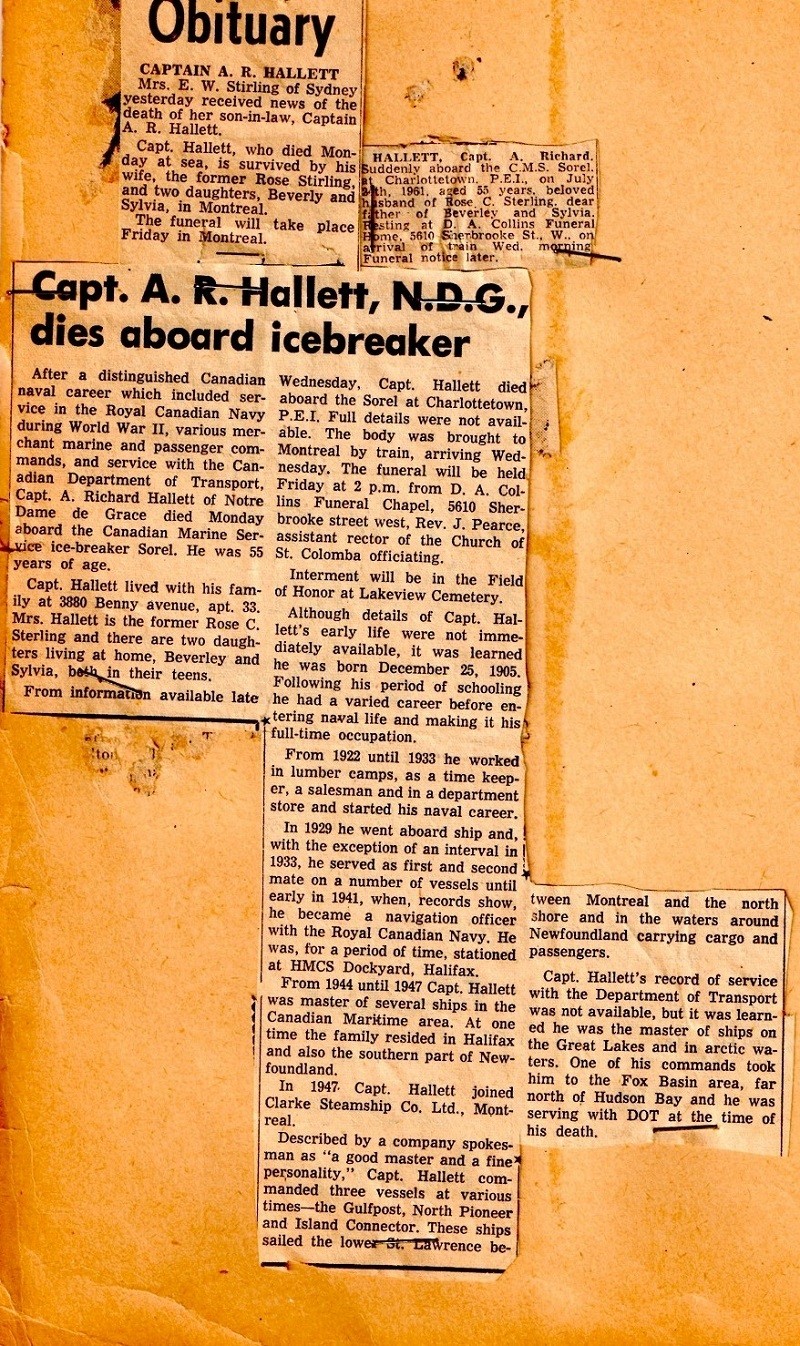 Obituary
CAPTAIN A. R. HALLETT
Mrs. E. W. Stirling of Sydney
yesterday received news of the
death of her son-in-law, Captain
A. R. Hallett.
Capt. Hallett, who died Mon-
day at sea, is survived by his
wife, the former Rose Stirling,
and two daughters, Beverly and
Sylvia, in Montreal.
The funeral will take place
Friday in Montreal.
HALLETT, Capt. A. Richard.
Suddenly aboard the C.M.S. Sorel.
at Charlottetown, P.E.I., on July
1961, aged 55 years, beloved
husband of Rose C. Sterling, dear
father of Beverley and Sylvia.
Resting at D. A. Collins Funeral
Home, 5610 Sherbrooke St., W., on
arrival of train Wed. morning
Funeral notice later.
Capt. A. R. Hallett, N.D.G.,
dies aboard icebreaker
After a distinguished Canadian
naval career which included ser-
vice in the Royal Canadian Navy
during World War II, various mer-
chant marine and passenger com-
mands, and service with the Can-
adian Department of Transport,
Capt. A. Richard Hallett of Notre
Dame de Grace died Monday
aboard the Canadian Marine Ser-
vice ice-breaker Sorel. He was 55
years of age.
Capt. Hallett lived with his fam-
ily at 3880 Benny avenue, apt. 33.
Mrs. Hallett is the former Rose C.
Sterling and there are two daugh-
ters living at home, Beverley and
Sylvia, both in their teens.
From information available late
Wednesday, Capt. Hallett died
aboard the Sorel at Charlottetown,
P.E.I. Full details were not avail-
able. The body was brought to
Montreal by train, arriving Wed-
nesday. The funeral will be held
Friday at 2 p.m. from D. A. Col-
lins Funeral Chapel, 5610 Sher-
brooke street west, Rev. J. Pearce,
assistant rector of the Church of
St. Colomba officiating.
Interment will be in the Field
of Honor at Lakeview Cemetery.
Although details of Capt. Hal-
lett's early life were not imme-
diately available, it was learned
he was born December 25, 1905.
Following his period of schooling
he had a varied career before en-
tering naval life and making it his
full-time occupation.
From 1922 until 1933 he worked
in lumber camps, as a time keep-
er, a salesman and in a department
store and started his naval career.
In 1929 he went aboard ship and,
with the exception of an interval in
1933, he served as first and second
mate on a number of vessels until
early in 1941, when, records show,
he became a navigation officer
with the Royal Canadian Navy. He
was, for a period of time, stationed
at HMCS Dockyard, Halifax.
From 1944 until 1947 Capt. Hallett
was master of several ships in the
Canadian Maritime area. At one
time the family resided in Halifax
and also the southern part of New-
foundland.
In 1947 Capt. Hallett joined
Clarke Steamship Co. Ltd., Mont-
real.
Described by a company spokes-
man as "a good master and a fine
personality," Capt. Hallett com-
manded three vessels at various
times—the Gulfpost, North Pioneer
and Island Connector. These ships
sailed the lower St. Lawrence be-
tween Montreal and the north
shore and in the waters around
Newfoundland carrying cargo and
passengers.
Capt. Hallett's record of service
with the Department of Transport
was not available, but it was learn-
ed he was the master of ships on
the Great Lakes and in arctic wa-
ters. One of his commands took
him to the Fox Basin area, far
north of Hudson Bay and he was
serving with DOT at the time of
his death.